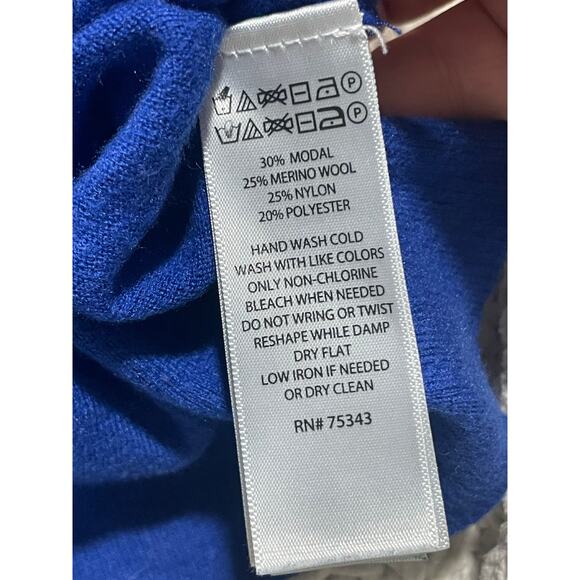 P
P
30% MODAL
25% MERINO WOOL
25% NYLON
20% POLYESTER
HAND WASH COLD
WASH WITH LIKE COLORS
ONLY NON-CHLORINE
BLEACH WHEN NEEDED
DO NOT WRING OR TWIST
RESHAPE WHILE DAMP
DRY FLAT
LOW IRON IF NEEDED
OR DRY CLEAN
RN# 75343